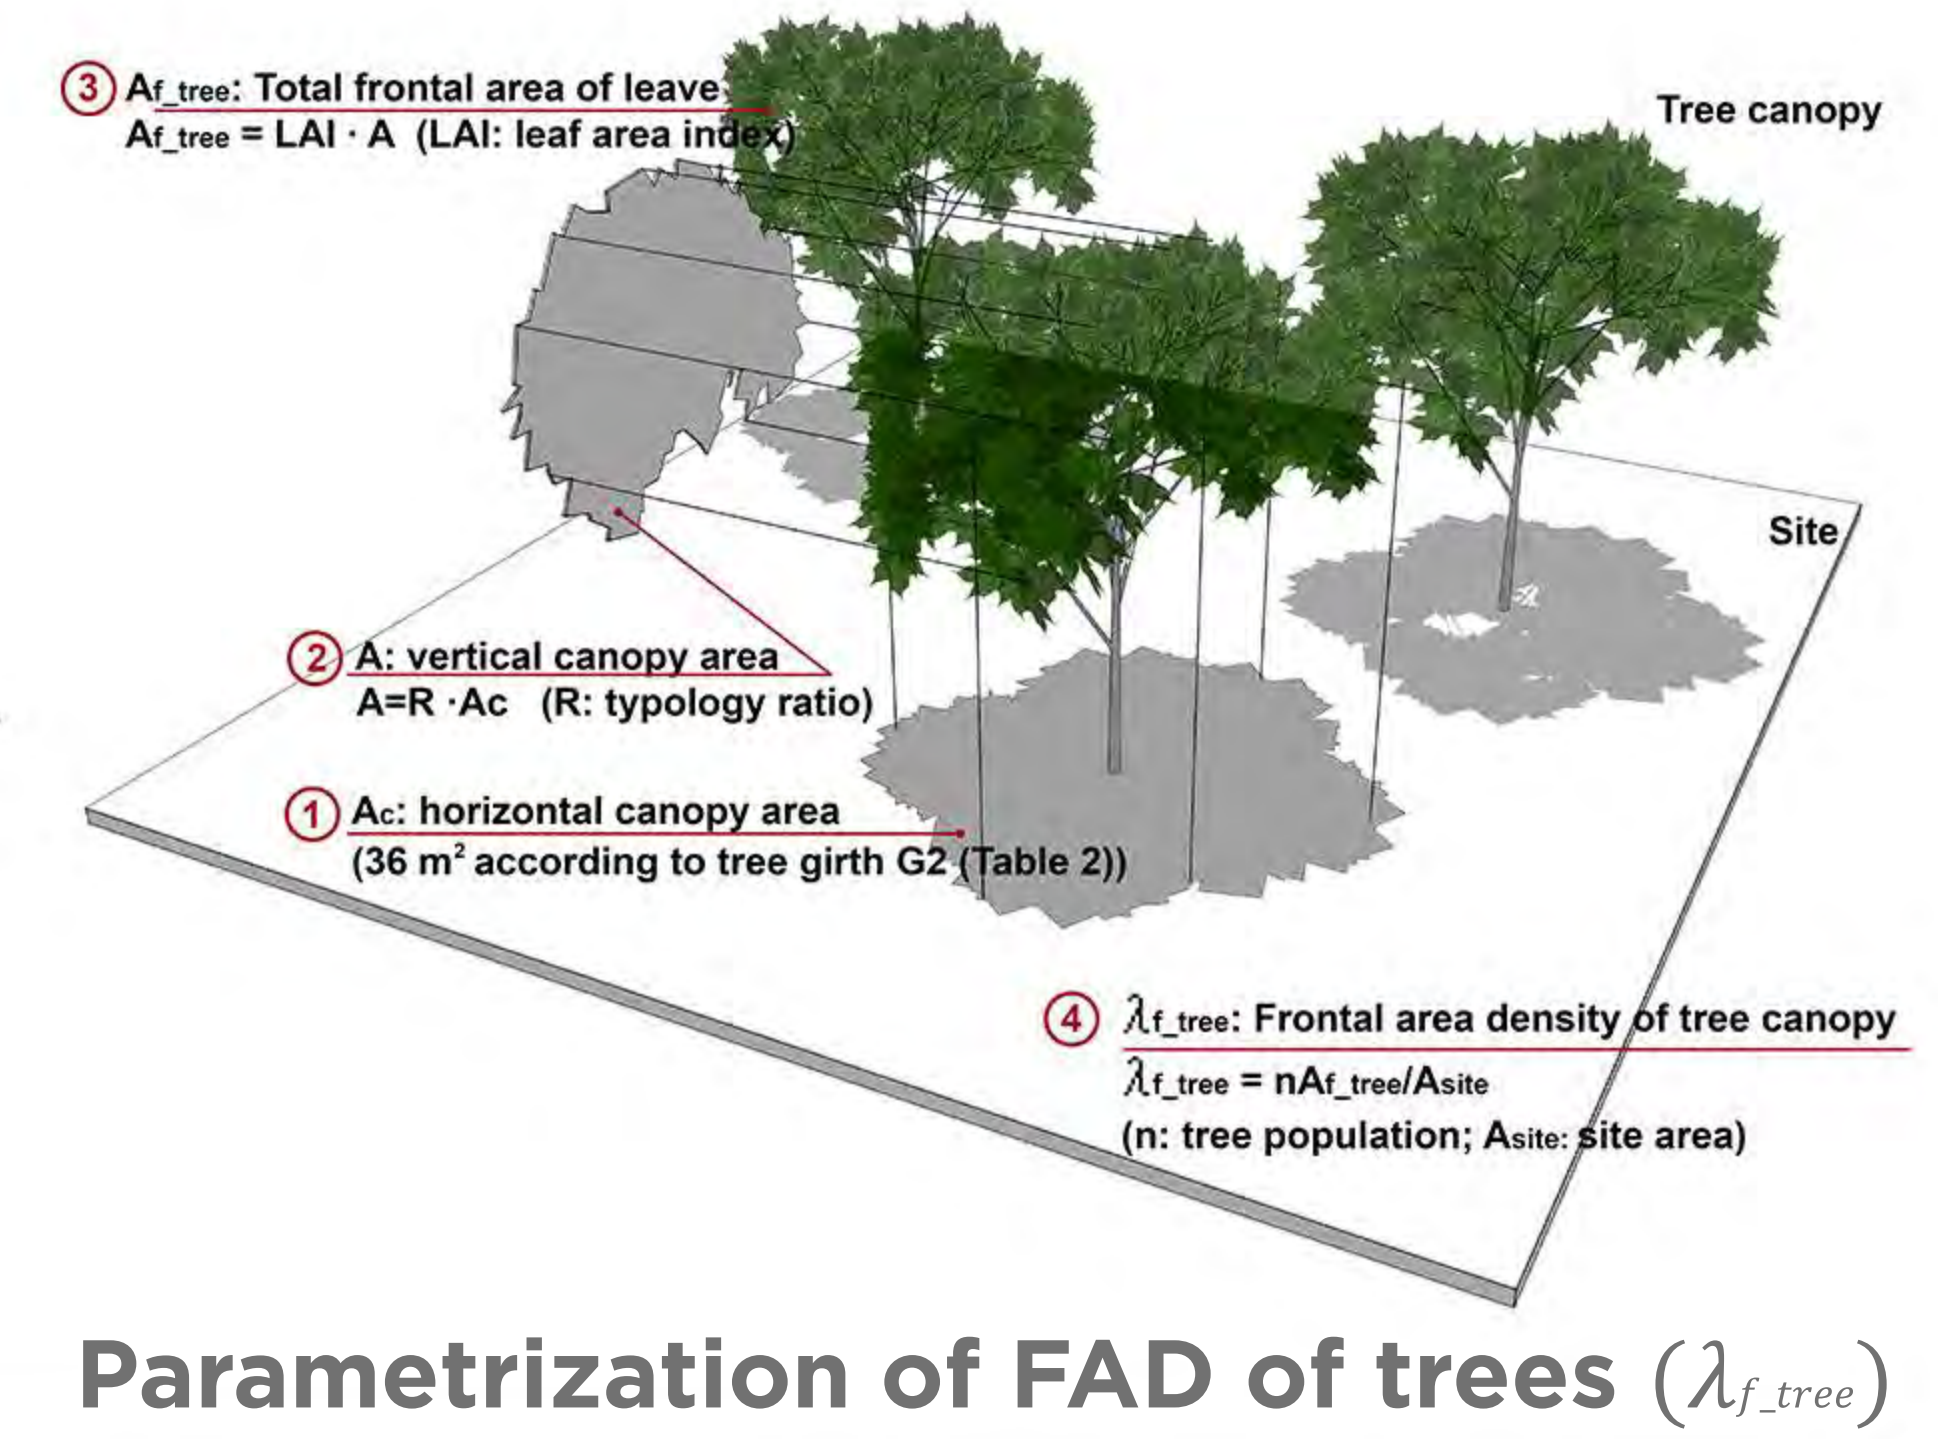 3 Af_tree: Total frontal area of leave
Af_tree = LAI · A (LAI: leaf area index)
Tree canopy
Site
2 A: vertical canopy area
A=R ·Ac (R: typology ratio)
1 Ac: horizontal canopy area
(36 m² according to tree girth G2 (Table 2))
4 λf_tree: Frontal area density of tree canopy
λf_tree = nAf_tree/Asite
(n: tree population; Asite: site area)
Parametrization of FAD of trees (λf_tree)